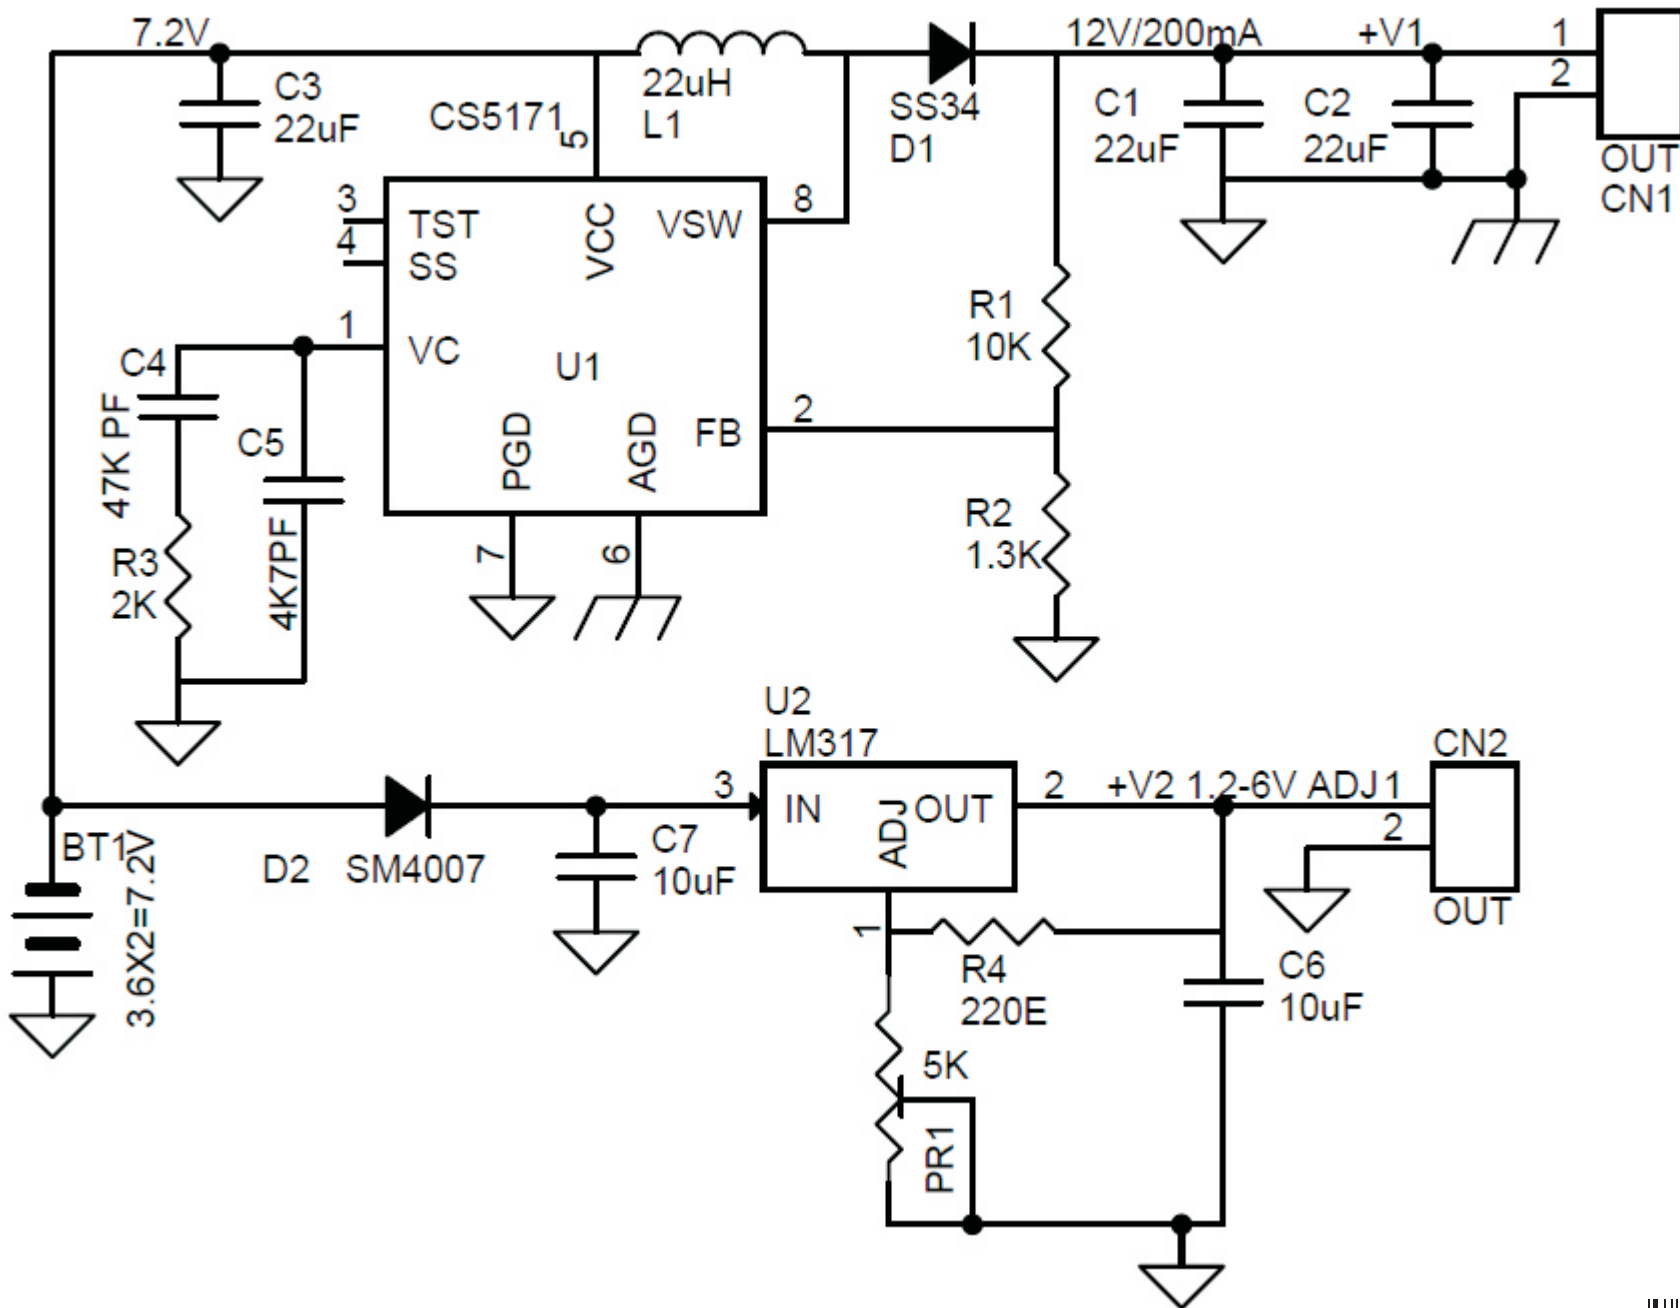 7.2V
C3
22uF
CS5171
5
22uH
L1
SS34
D1
12V/200mA
+V1
C1
22uF
C2
22uF
1
2
OUT
CN1
3
4
TST
SS
VCC
VSW
8
1
VC
U1
PGD
AGD
FB
2
7
6
C4
47K PF
C5
4K7PF
R3
2K
R1
10K
R2
1.3K
U2
LM317
3
IN
ADJ
OUT
2
1
+V2 1.2-6V ADJ
1
2
CN2
OUT
BT1
3.6X2=7.2V
D2 SM4007
C7
10uF
R4
220E
C6
10uF
5K
PR1